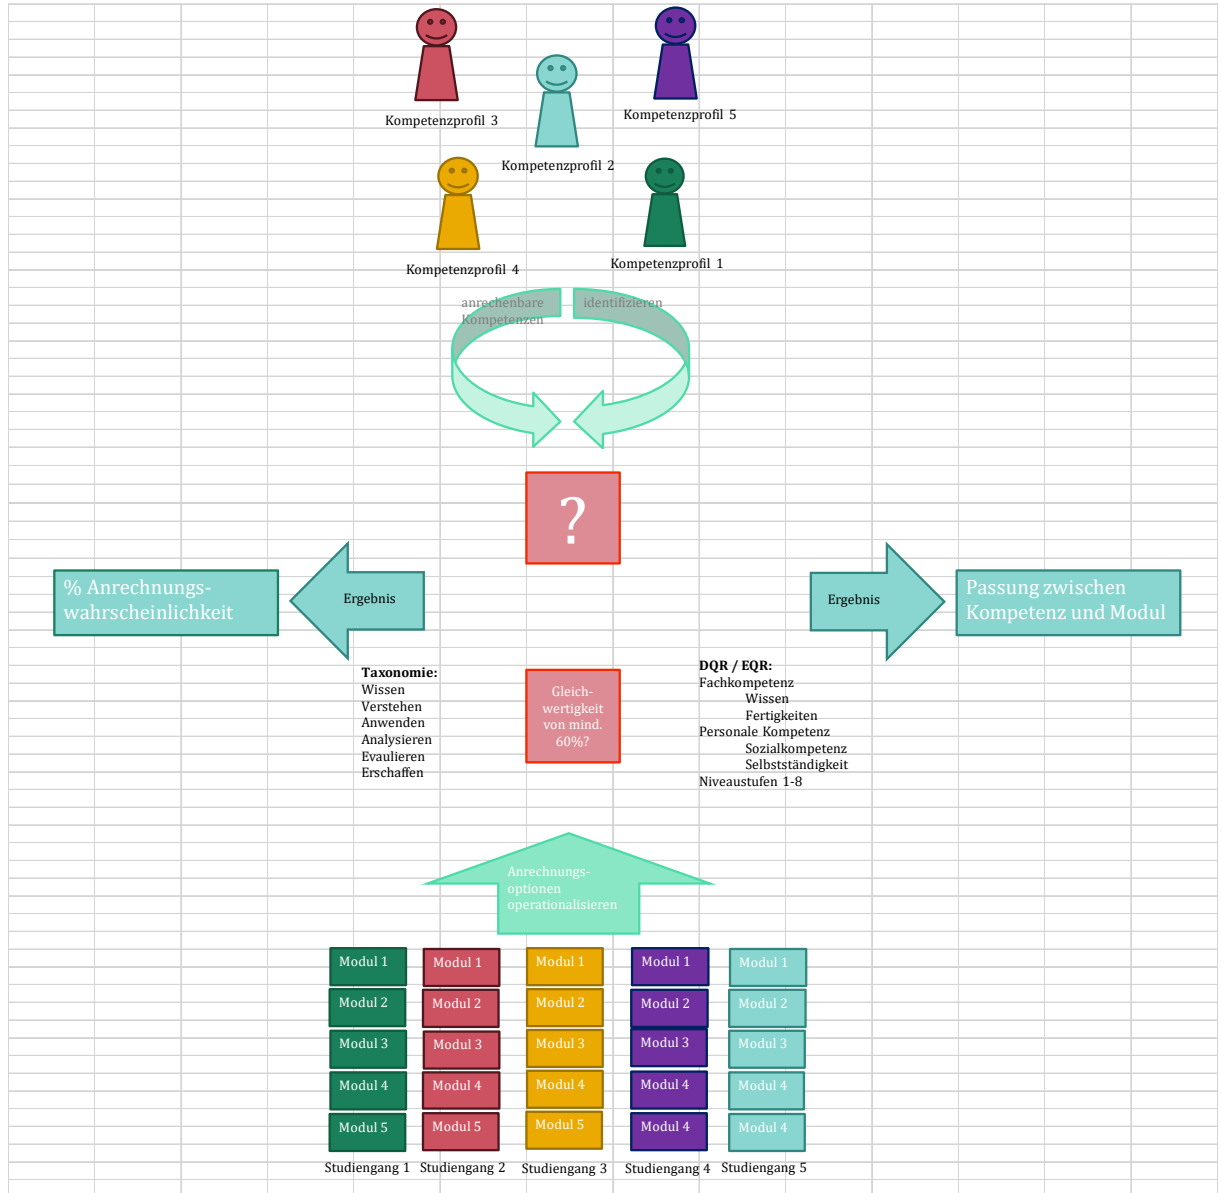 Kompetenzprofil 3
Kompetenzprofil 5
Kompetenzprofil 2
Kompetenzprofil 4
Kompetenzprofil 1
anrechenbare
Kompetenzen
identifizieren
?
% Anrechnungs-
wahrscheinlichkeit
Ergebnis
Ergebnis
Passung zwischen
Kompetenz und Modul
Taxonomie:
Wissen
Verstehen
Anwenden
Analysieren
Evaulieren
Erschaffen
Gleich-
wertigkeit
von mind.
60%?
DQR / EQR:
Fachkompetenz
Wissen
Fertigkeiten
Personale Kompetenz
Sozialkompetenz
Selbstständigkeit
Niveaustufen 1-8
Anrechnungs-
optionen
operationalisieren
Modul 1
Modul 1
Modul 1
Modul 1
Modul 1
Modul 2
Modul 2
Modul 2
Modul 2
Modul 2
Modul 3
Modul 3
Modul 3
Modul 3
Modul 3
Modul 4
Modul 4
Modul 4
Modul 4
Modul 4
Modul 5
Modul 5
Modul 5
Modul 4
Modul 4
Studiengang 1
Studiengang 2
Studiengang 3
Studiengang 4
Studiengang 5